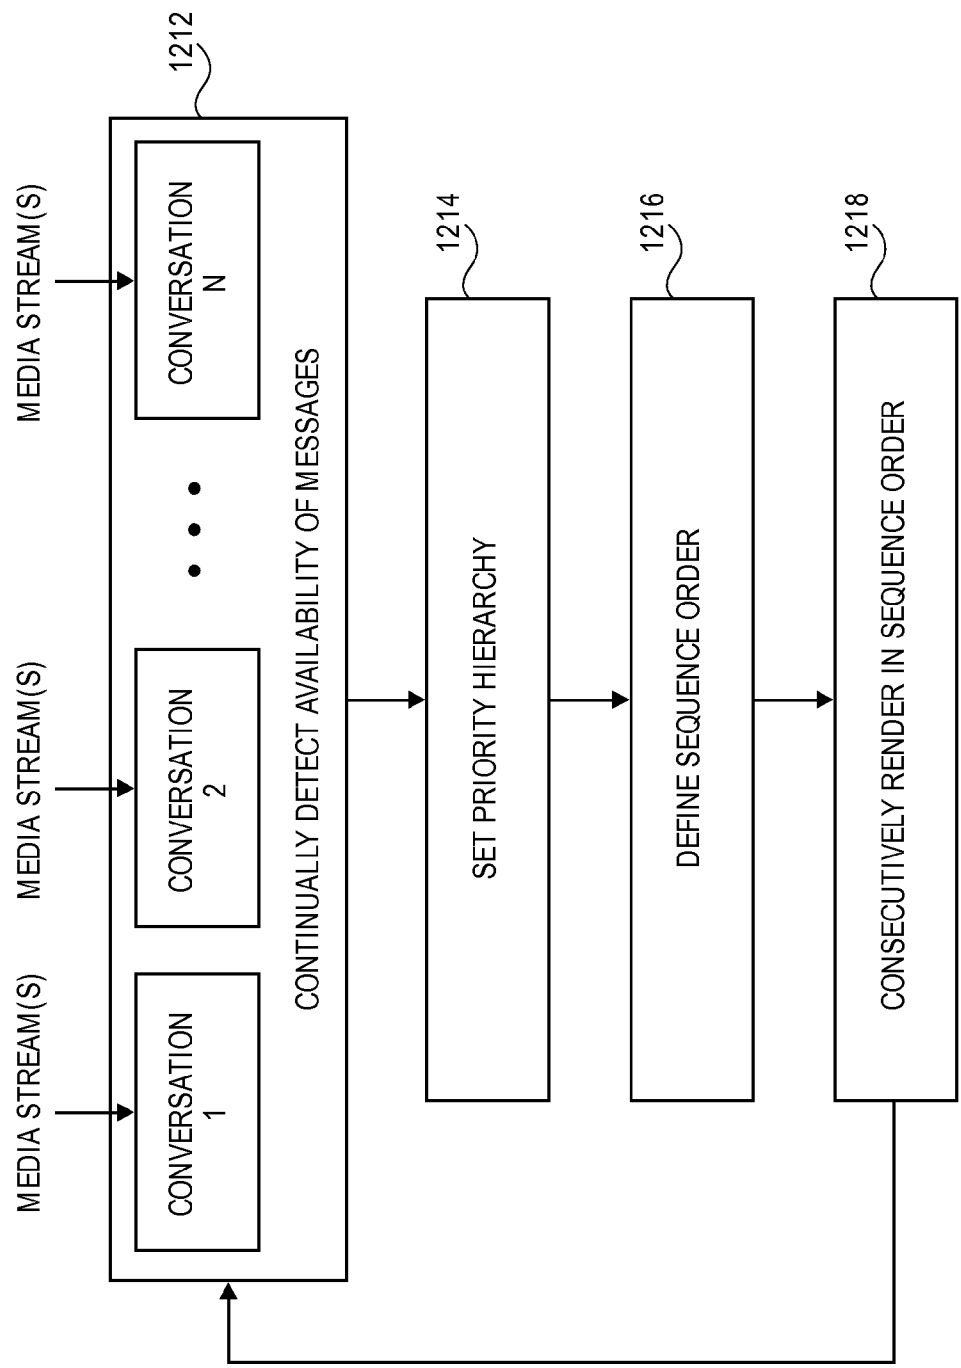 MEDIA STREAM(S)
MEDIA STREAM(S)
MEDIA STREAM(S)
1212
CONVERSATION
1
CONVERSATION
2
CONVERSATION
N
CONTINUALLY DETECT AVAILABILITY OF MESSAGES
1214
SET PRIORITY HIERARCHY
1216
DEFINE SEQUENCE ORDER
1218
CONSECUTIVELY RENDER IN SEQUENCE ORDER